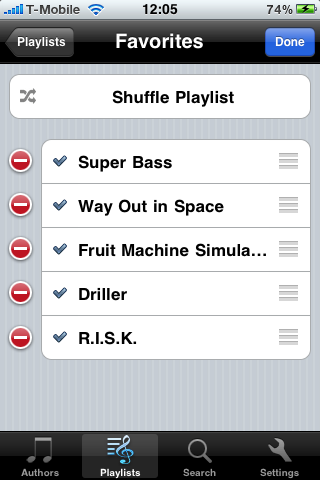 T-Mobile 12:05 74%
Playlists Favorites Done
Shuffle Playlist
Super Bass
Way Out in Space
Fruit Machine Simula...
Driller
R.I.S.K.
Authors Playlists Search Settings